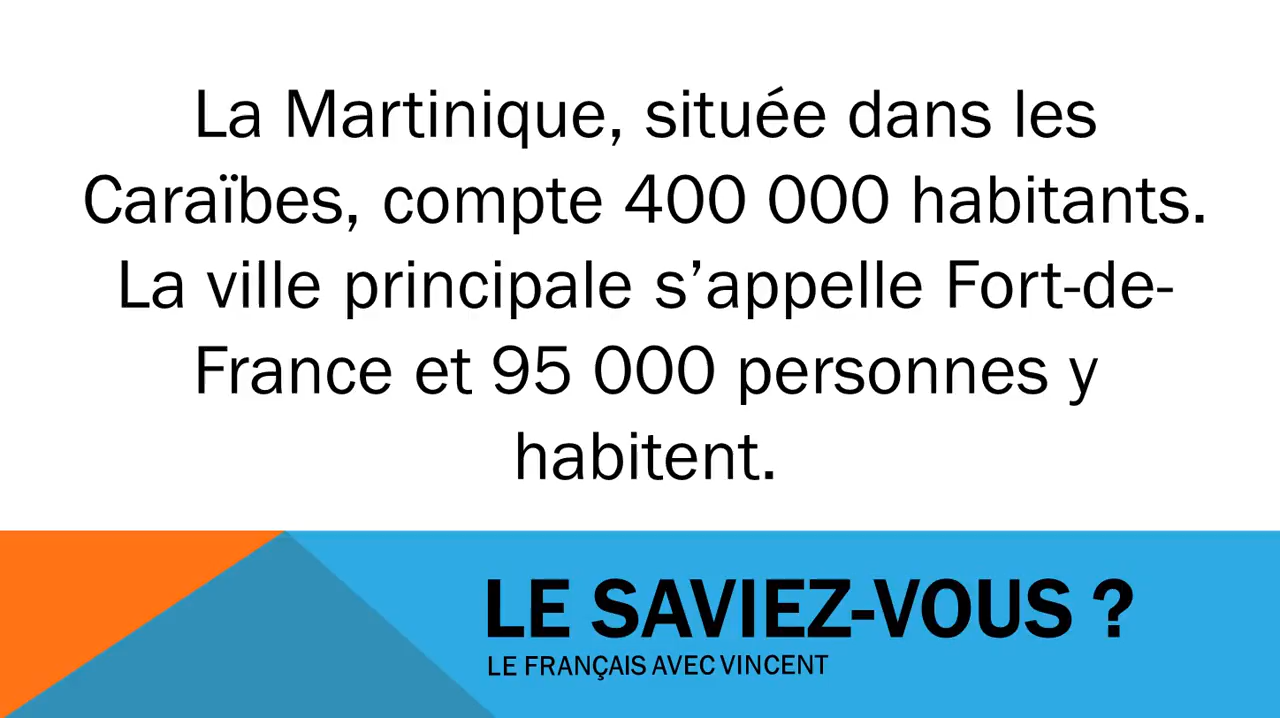 La Martinique, située dans les
Caraïbes, compte 400 000 habitants.
La ville principale s’appelle Fort-de-
France et 95 000 personnes y
habitent.
LE SAVIEZ-VOUS ?
LE FRANÇAIS AVEC VINCENT